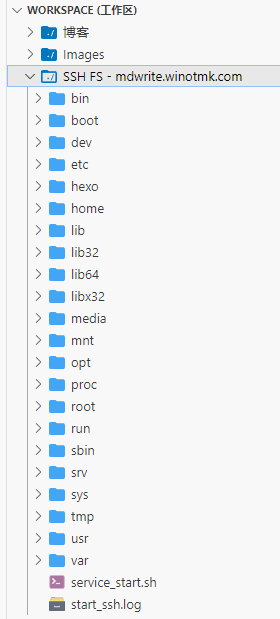 WORKSPACE (工作区)
博客
Images
SSH FS - mdwrite.winotmk.com
bin
boot
dev
etc
hexo
home
lib
lib32
lib64
libx32
media
mnt
opt
proc
root
run
sbin
srv
sys
tmp
usr
var
service_start.sh
start_ssh.log